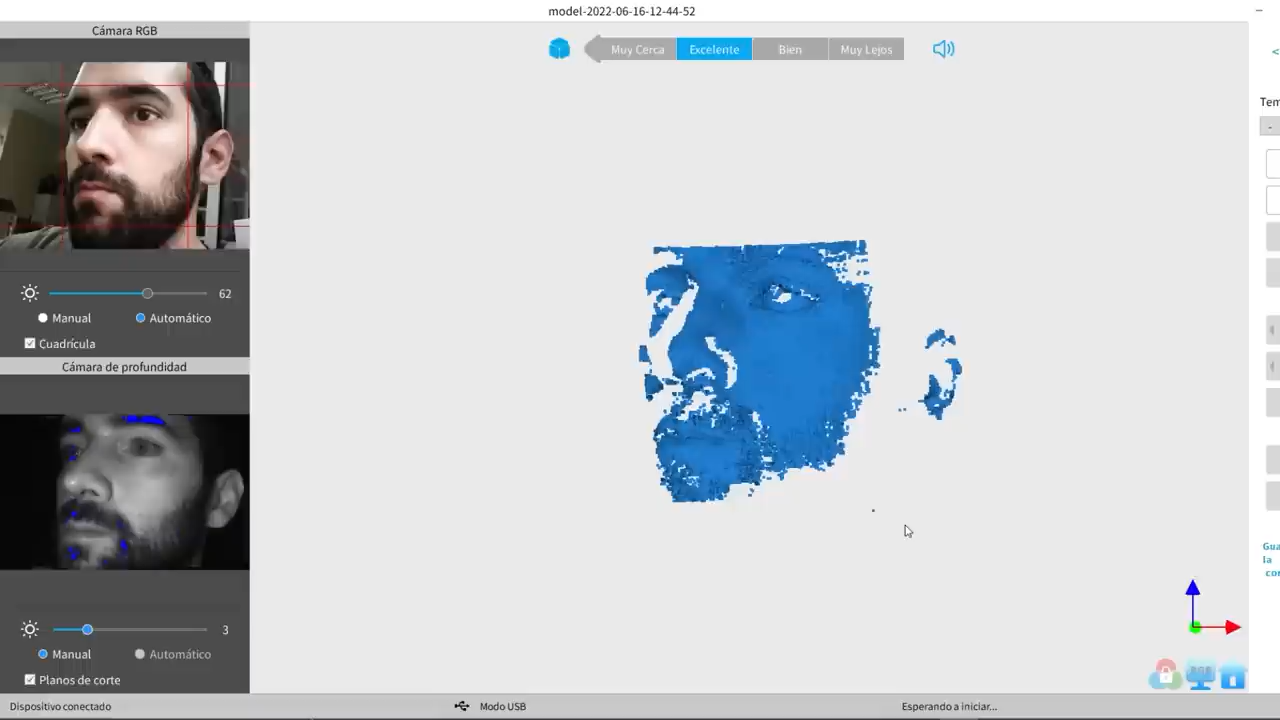 model-2022-06-16-12-44-52
Cámara RGB
Muy Cerca
Excelente
Bien
Muy Lejos
62
Manual
Automático
Cuadrícula
Cámara de profundidad
3
Manual
Automático
Planos de corte
Dispositivo conectado
Modo USB
Esperando a iniciar...
la